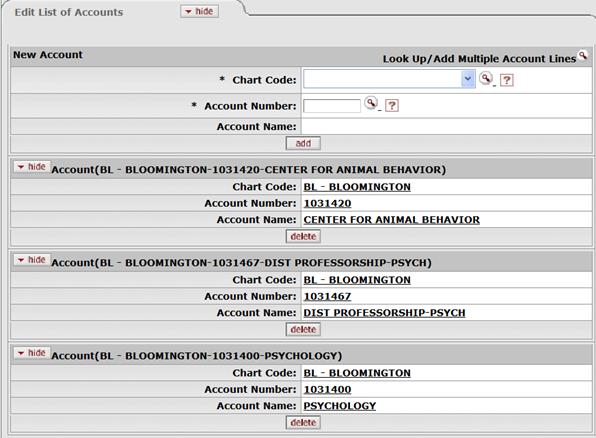 Edit List of Accounts hide
New Account Look Up/Add Multiple Account Lines
* Chart Code: ?
* Account Number: ?
Account Name:
add
hide Account(BL - BLOOMINGTON-1031420-CENTER FOR ANIMAL BEHAVIOR)
Chart Code: BL - BLOOMINGTON
Account Number: 1031420
Account Name: CENTER FOR ANIMAL BEHAVIOR
delete
hide Account(BL - BLOOMINGTON-1031467-DIST PROFESSORSHIP-PSYCH)
Chart Code: BL - BLOOMINGTON
Account Number: 1031467
Account Name: DIST PROFESSORSHIP-PSYCH
delete
hide Account(BL - BLOOMINGTON-1031400-PSYCHOLOGY)
Chart Code: BL - BLOOMINGTON
Account Number: 1031400
Account Name: PSYCHOLOGY
delete